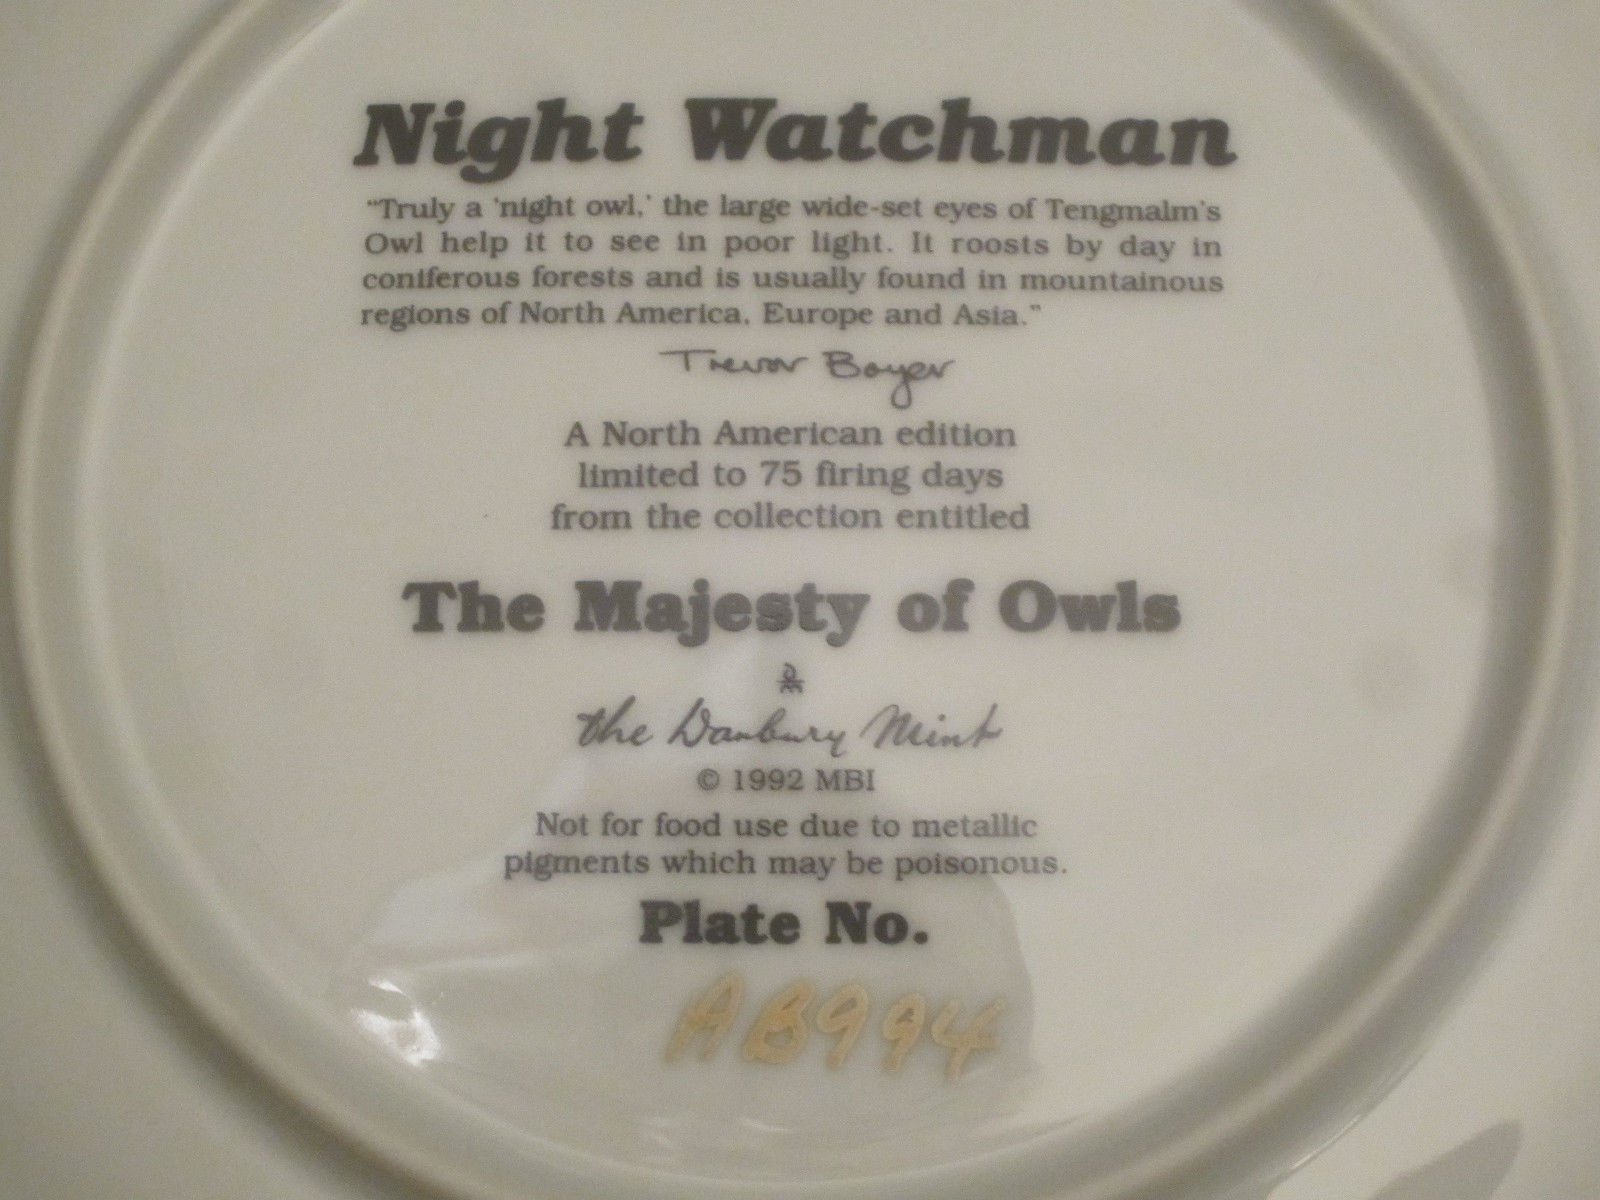 Night Watchman
“Truly a 'night owl,' the large wide-set eyes of Tengmalm's
Owl help it to see in poor light. It roosts by day in
coniferous forests and is usually found in mountainous
regions of North America, Europe and Asia.”
Trevor Boyer
A North American edition
limited to 75 firing days
from the collection entitled
The Majesty of Owls
the Danbury Mint
© 1992 MBI
Not for food use due to metallic
pigments which may be poisonous.
Plate No.
AB994